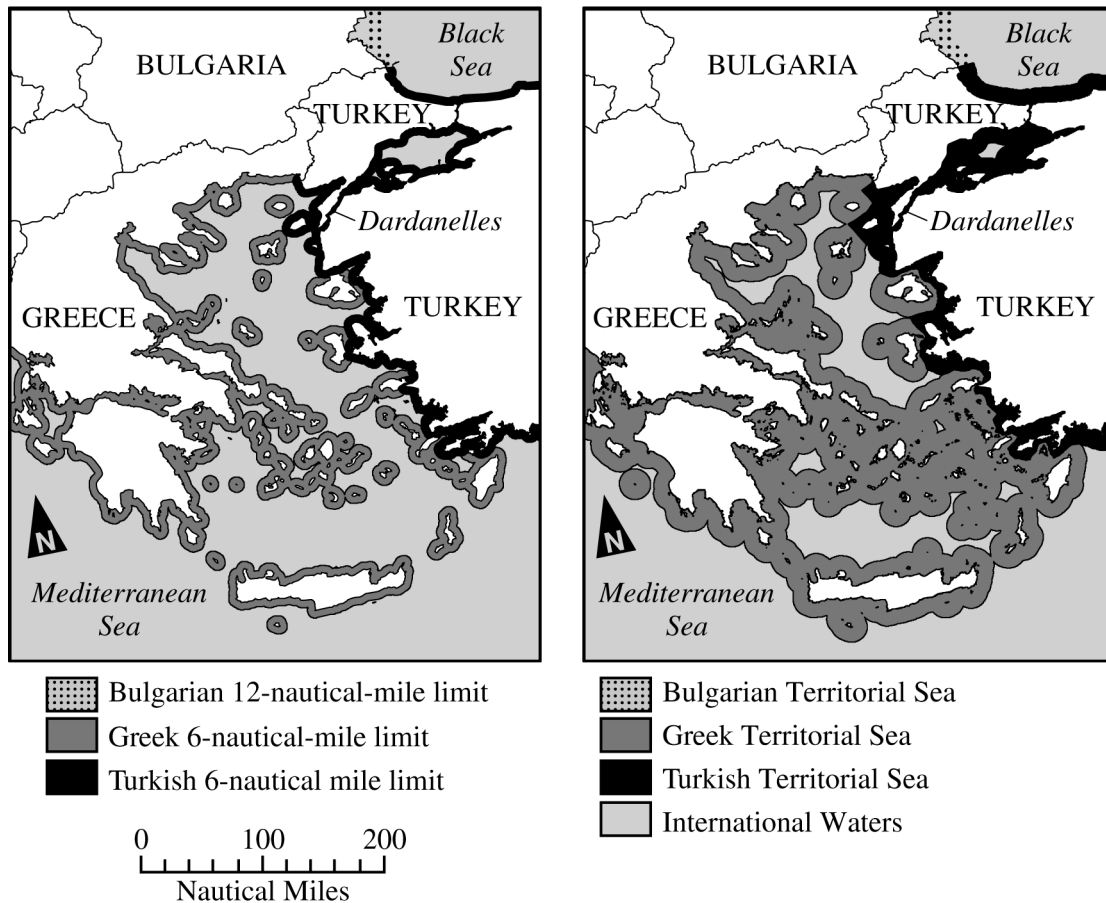 BULGARIA
Black
Sea
TURKEY
Dardanelles
GREECE
TURKEY
N
Mediterranean
Sea
Bulgarian 12-nautical-mile limit
Greek 6-nautical-mile limit
Turkish 6-nautical mile limit
0 100 200
Nautical Miles
BULGARIA
Black
Sea
TURKEY
Dardanelles
GREECE
TURKEY
N
Mediterranean
Sea
Bulgarian Territorial Sea
Greek Territorial Sea
Turkish Territorial Sea
International Waters